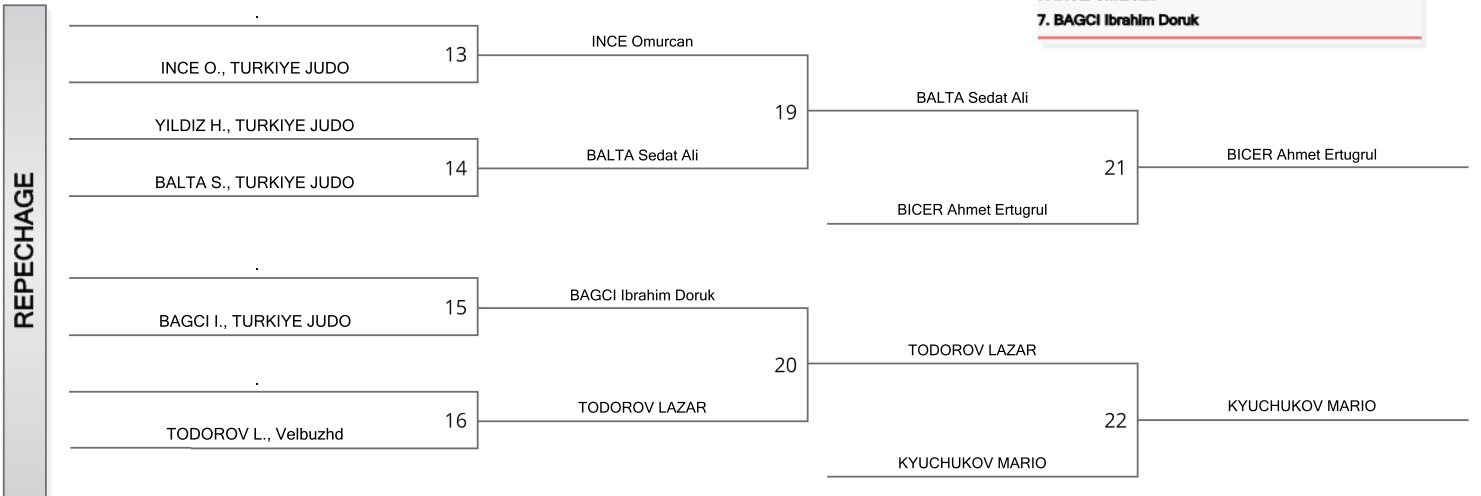 7. BAGCI Ibrahim Doruk
REPECHAGE
.
INCE O., TURKIYE JUDO
13
INCE Omurcan
YILDIZ H., TURKIYE JUDO
BALTA S., TURKIYE JUDO
14
BALTA Sedat Ali
19
BALTA Sedat Ali
BICER Ahmet Ertugrul
21
BICER Ahmet Ertugrul
.
BAGCI I., TURKIYE JUDO
15
BAGCI Ibrahim Doruk
.
TODOROV L., Velbuzhd
16
TODOROV LAZAR
20
TODOROV LAZAR
KYUCHUKOV MARIO
22
KYUCHUKOV MARIO